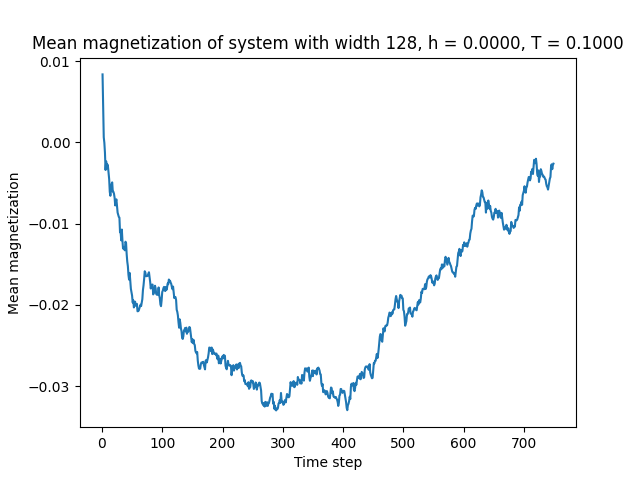 Mean magnetization of system with width 128, h = 0.0000, T = 0.1000
0.01
0.00
−0.01
−0.02
−0.03
Mean magnetization
0 100 200 300 400 500 600 700
Time step